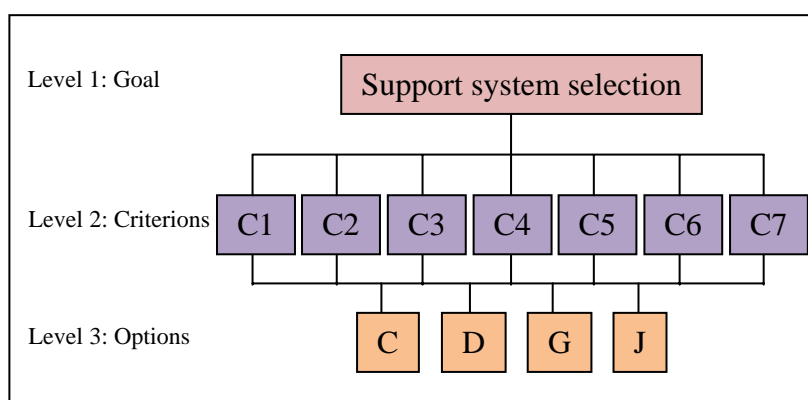 Level 1: Goal
Support system selection
Level 2: Criterions
C1 C2 C3 C4 C5 C6 C7
Level 3: Options
C D G J